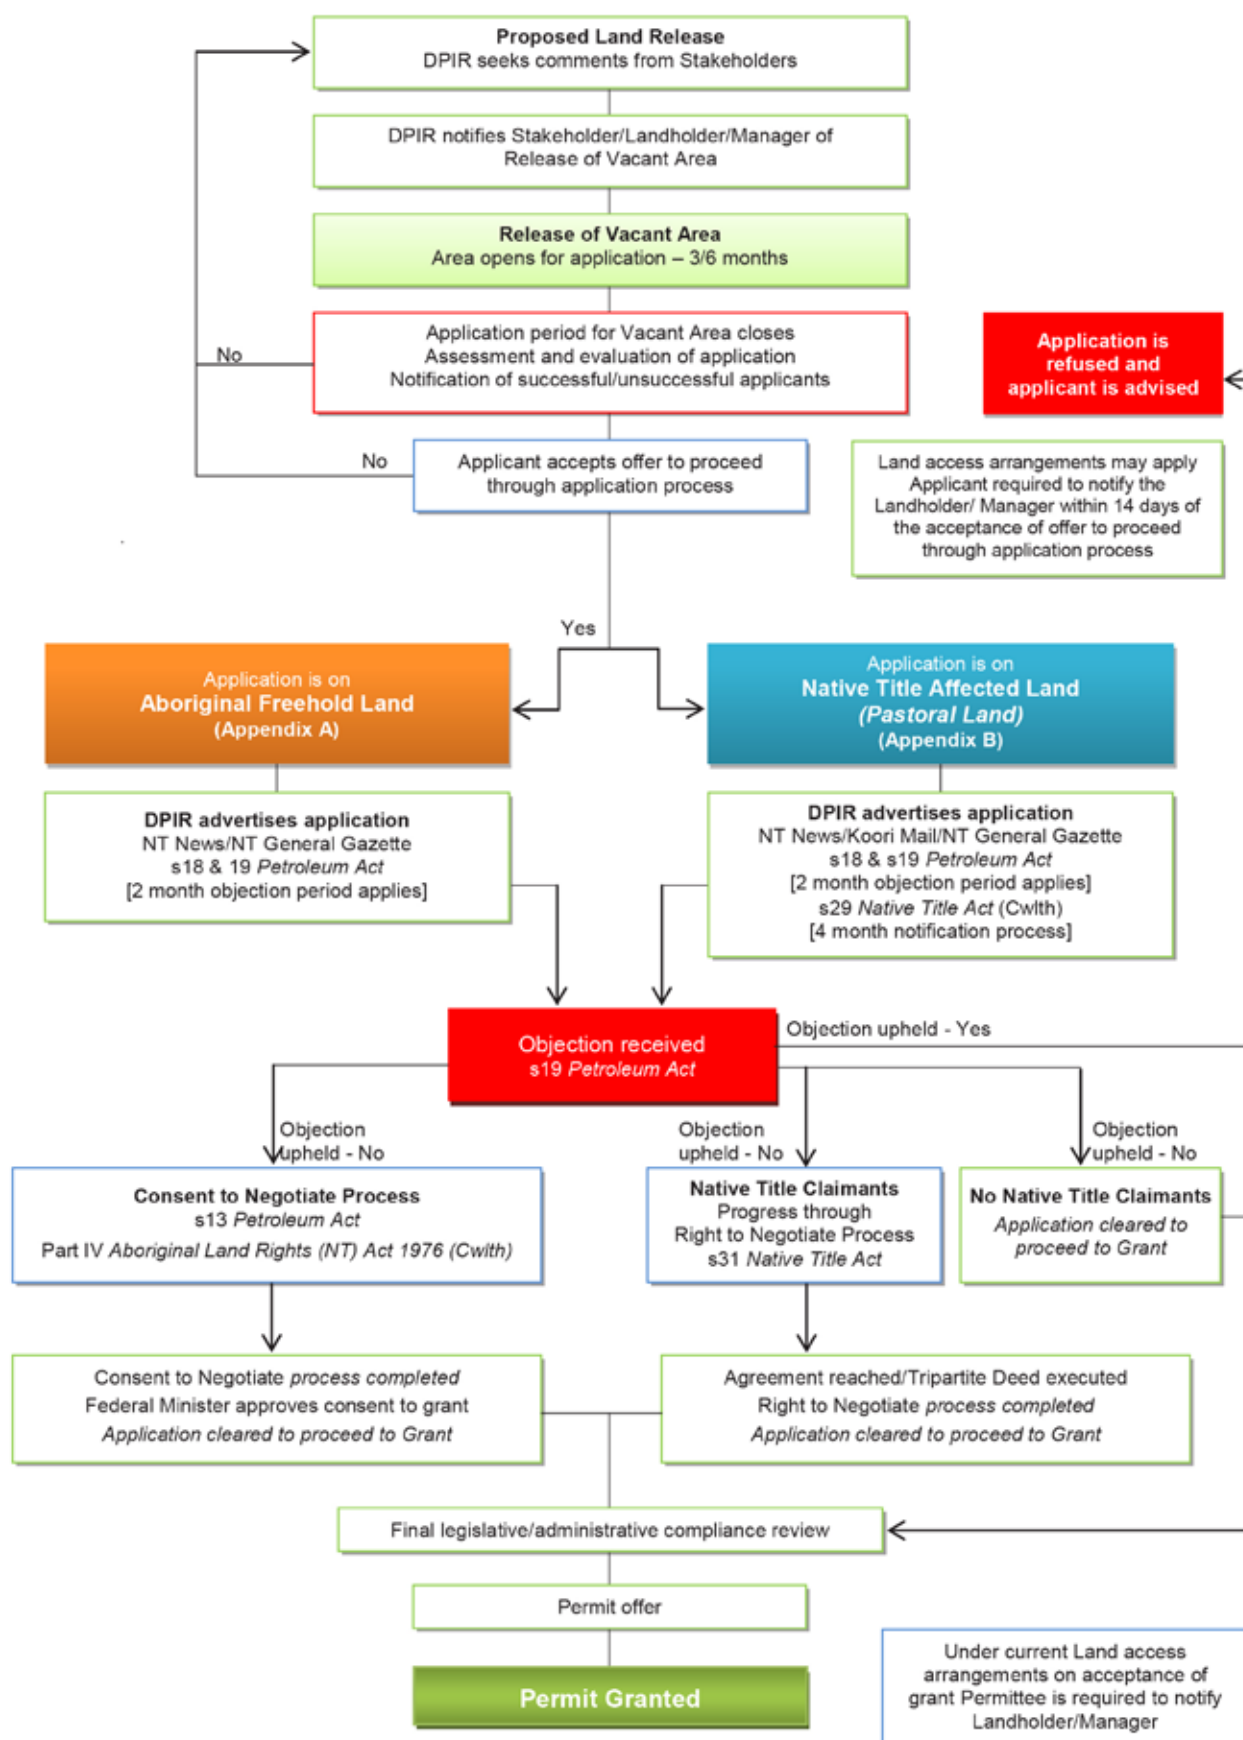 Proposed Land Release
DPIR seeks comments from Stakeholders
DPIR notifies Stakeholder/Landholder/Manager of
Release of Vacant Area
Release of Vacant Area
Area opens for application – 3/6 months
No
Application period for Vacant Area closes
Assessment and evaluation of application
Notification of successful/unsuccessful applicants
Application is
refused and
applicant is advised
No
Applicant accepts offer to proceed
through application process
Land access arrangements may apply
Applicant required to notify the
Landholder/ Manager within 14 days of
the acceptance of offer to proceed
through application process
Yes
Application is on
Aboriginal Freehold Land
(Appendix A)
Application is on
Native Title Affected Land
(Pastoral Land)
(Appendix B)
DPIR advertises application
NT News/NT General Gazette
s18 & 19 Petroleum Act
[2 month objection period applies]
DPIR advertises application
NT News/Koori Mail/NT General Gazette
s18 & s19 Petroleum Act
[2 month objection period applies]
s29 Native Title Act (Cwlth)
[4 month notification process]
Objection received
s19 Petroleum Act
Objection upheld - Yes
Objection
upheld - No
Objection
upheld - No
Objection
upheld - No
Consent to Negotiate Process
s13 Petroleum Act
Part IV Aboriginal Land Rights (NT) Act 1976 (Cwlth)
Native Title Claimants
Progress through
Right to Negotiate Process
s31 Native Title Act
No Native Title Claimants
Application cleared to
proceed to Grant
Consent to Negotiate process completed
Federal Minister approves consent to grant
Application cleared to proceed to Grant
Agreement reached/Tripartite Deed executed
Right to Negotiate process completed
Application cleared to proceed to Grant
Final legislative/administrative compliance review
Permit offer
Permit Granted
Under current Land access
arrangements on acceptance of
grant Permittee is required to notify
Landholder/Manager